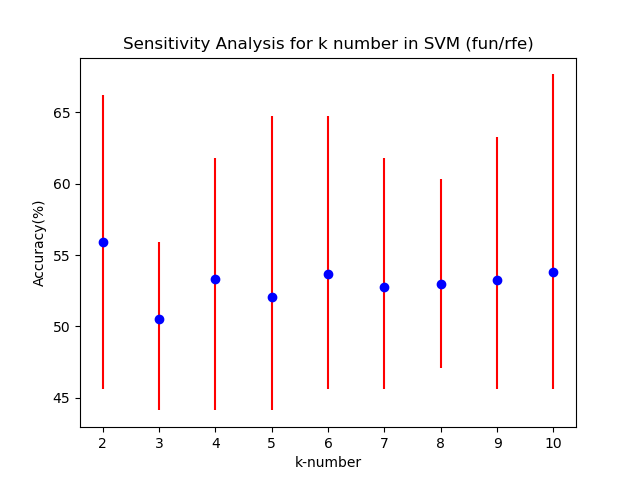 Sensitivity Analysis for k number in SVM (fun/rfe)
65
60
55
50
45
Accuracy(%)
2 3 4 5 6 7 8 9 10
k-number